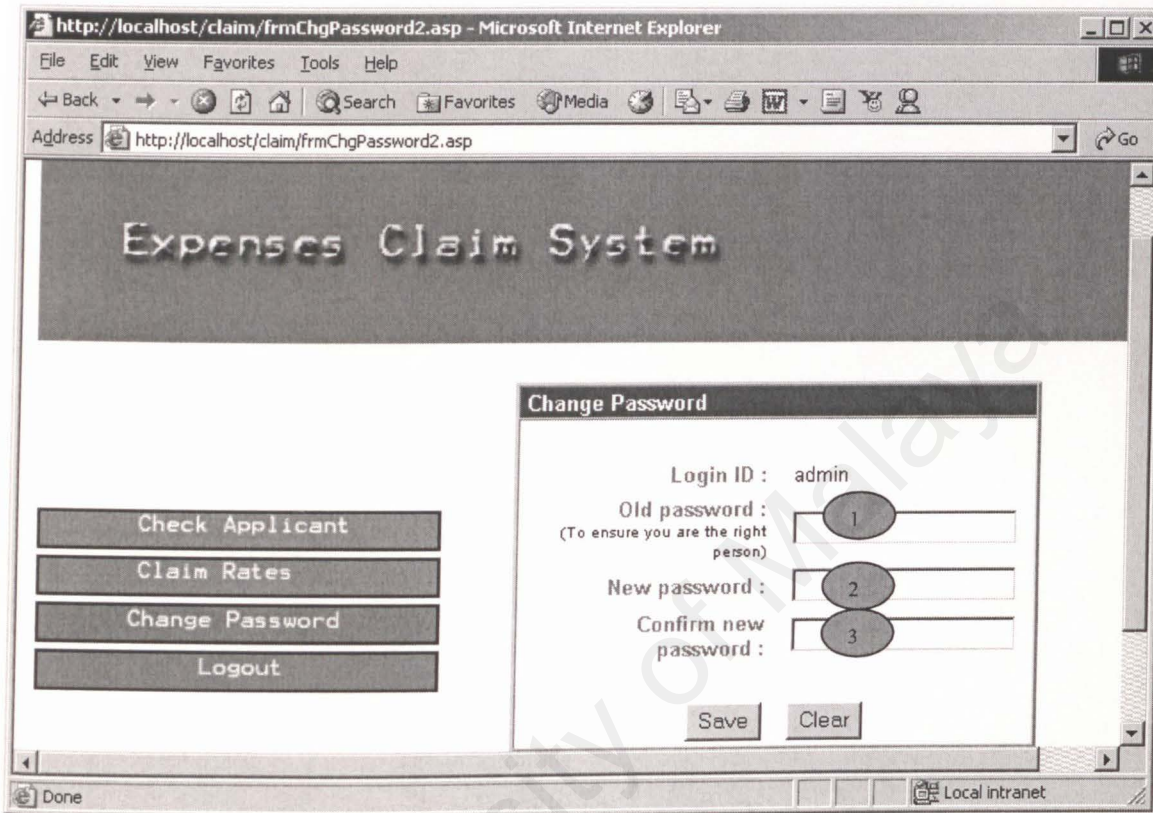 http://localhost/claim/frmChgPassword2.asp - Microsoft Internet Explorer
File Edit View Favorites Tools Help
Back Search Favorites Media
Address http://localhost/claim/frmChgPassword2.asp Go
Expenses Claim System
Change Password
Login ID : admin
Old password : 1
(To ensure you are the right
person)
New password : 2
Confirm new
password : 3
Save Clear
Check Applicant
Claim Rates
Change Password
Logout
Done Local intranet
University of Malaya